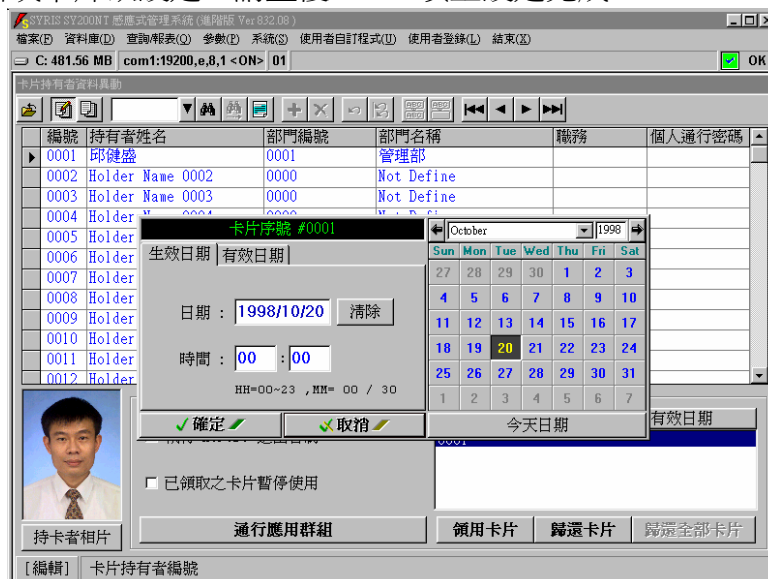 SYRIS SY200NT 感應式管理系統(進階版 Ver 832.08 )
檔案(F) 資料庫(D) 查詢/報表(Q) 參數(P) 系統(S) 使用者自訂程式(U) 使用者登錄(L) 結束(X)
C: 481.56 MB com1:19200,e,8,1 <ON> 01 OK
卡片持有者資料異動
編號 持有者姓名 部門編號 部門名稱 職務 個人通行密碼
0001 邱健盛 0001 管理部
0002 Holder Name 0002 0000 Not Define
0003 Holder Name 0003 0000 Not Define
0004 Holder
0005 Holder
0006 Holder
0007 Holder
0008 Holder
0009 Holder
0010 Holder
0011 Holder
0012 Holder
卡片序號 #0001
生效日期 有效日期
日期 : 1998/10/20 清除
時間 : 00 : 00
HH=00~23 ,MM= 00 / 30
確定 取消
October 1998
Sun Mon Tue Wed Thu Fri Sat
27 28 29 30 1 2 3
4 5 6 7 8 9 10
11 12 13 14 15 16 17
18 19 20 21 22 23 24
25 26 27 28 29 30 31
1 2 3 4 5 6 7
今天日期
有效日期
0001
已領取之卡片暫停使用
持卡者相片
通行應用群組 領用卡片 歸還卡片 歸還全部卡片
[編輯] 卡片持有者編號